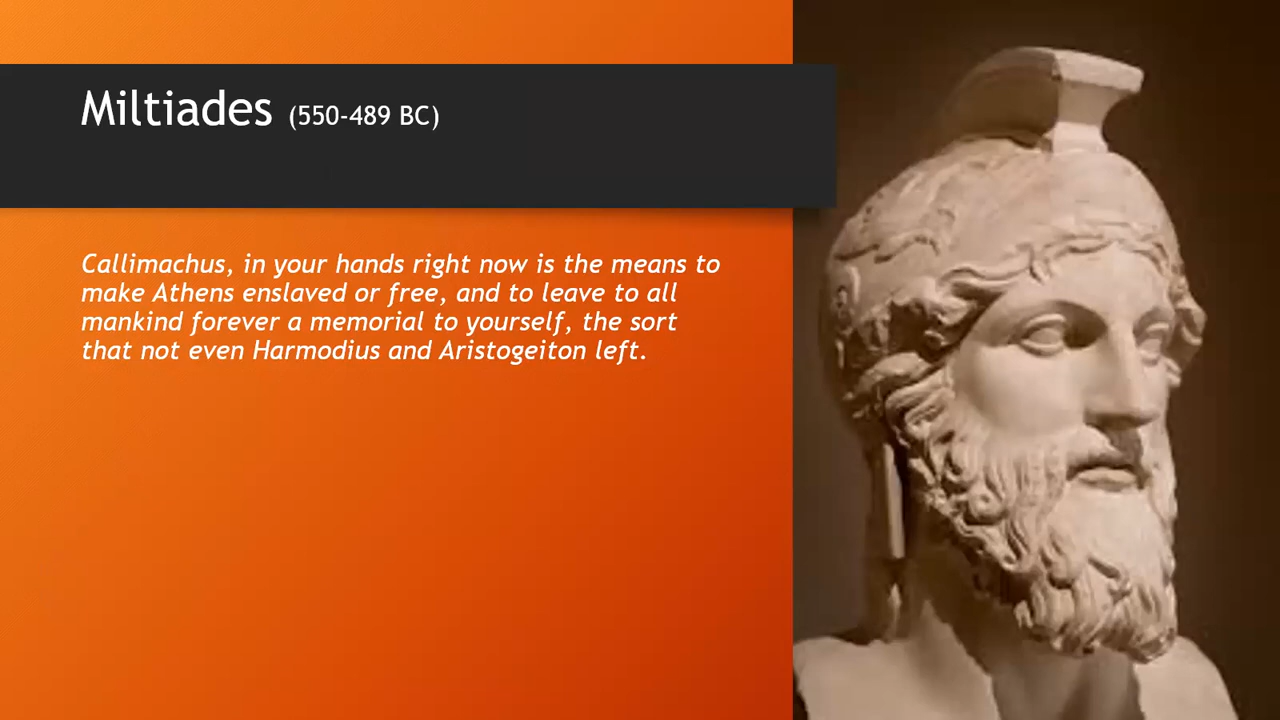 Miltiades (550-489 BC)
Callimachus, in your hands right now is the means to
make Athens enslaved or free, and to leave to all
mankind forever a memorial to yourself, the sort
that not even Harmodius and Aristogeiton left.